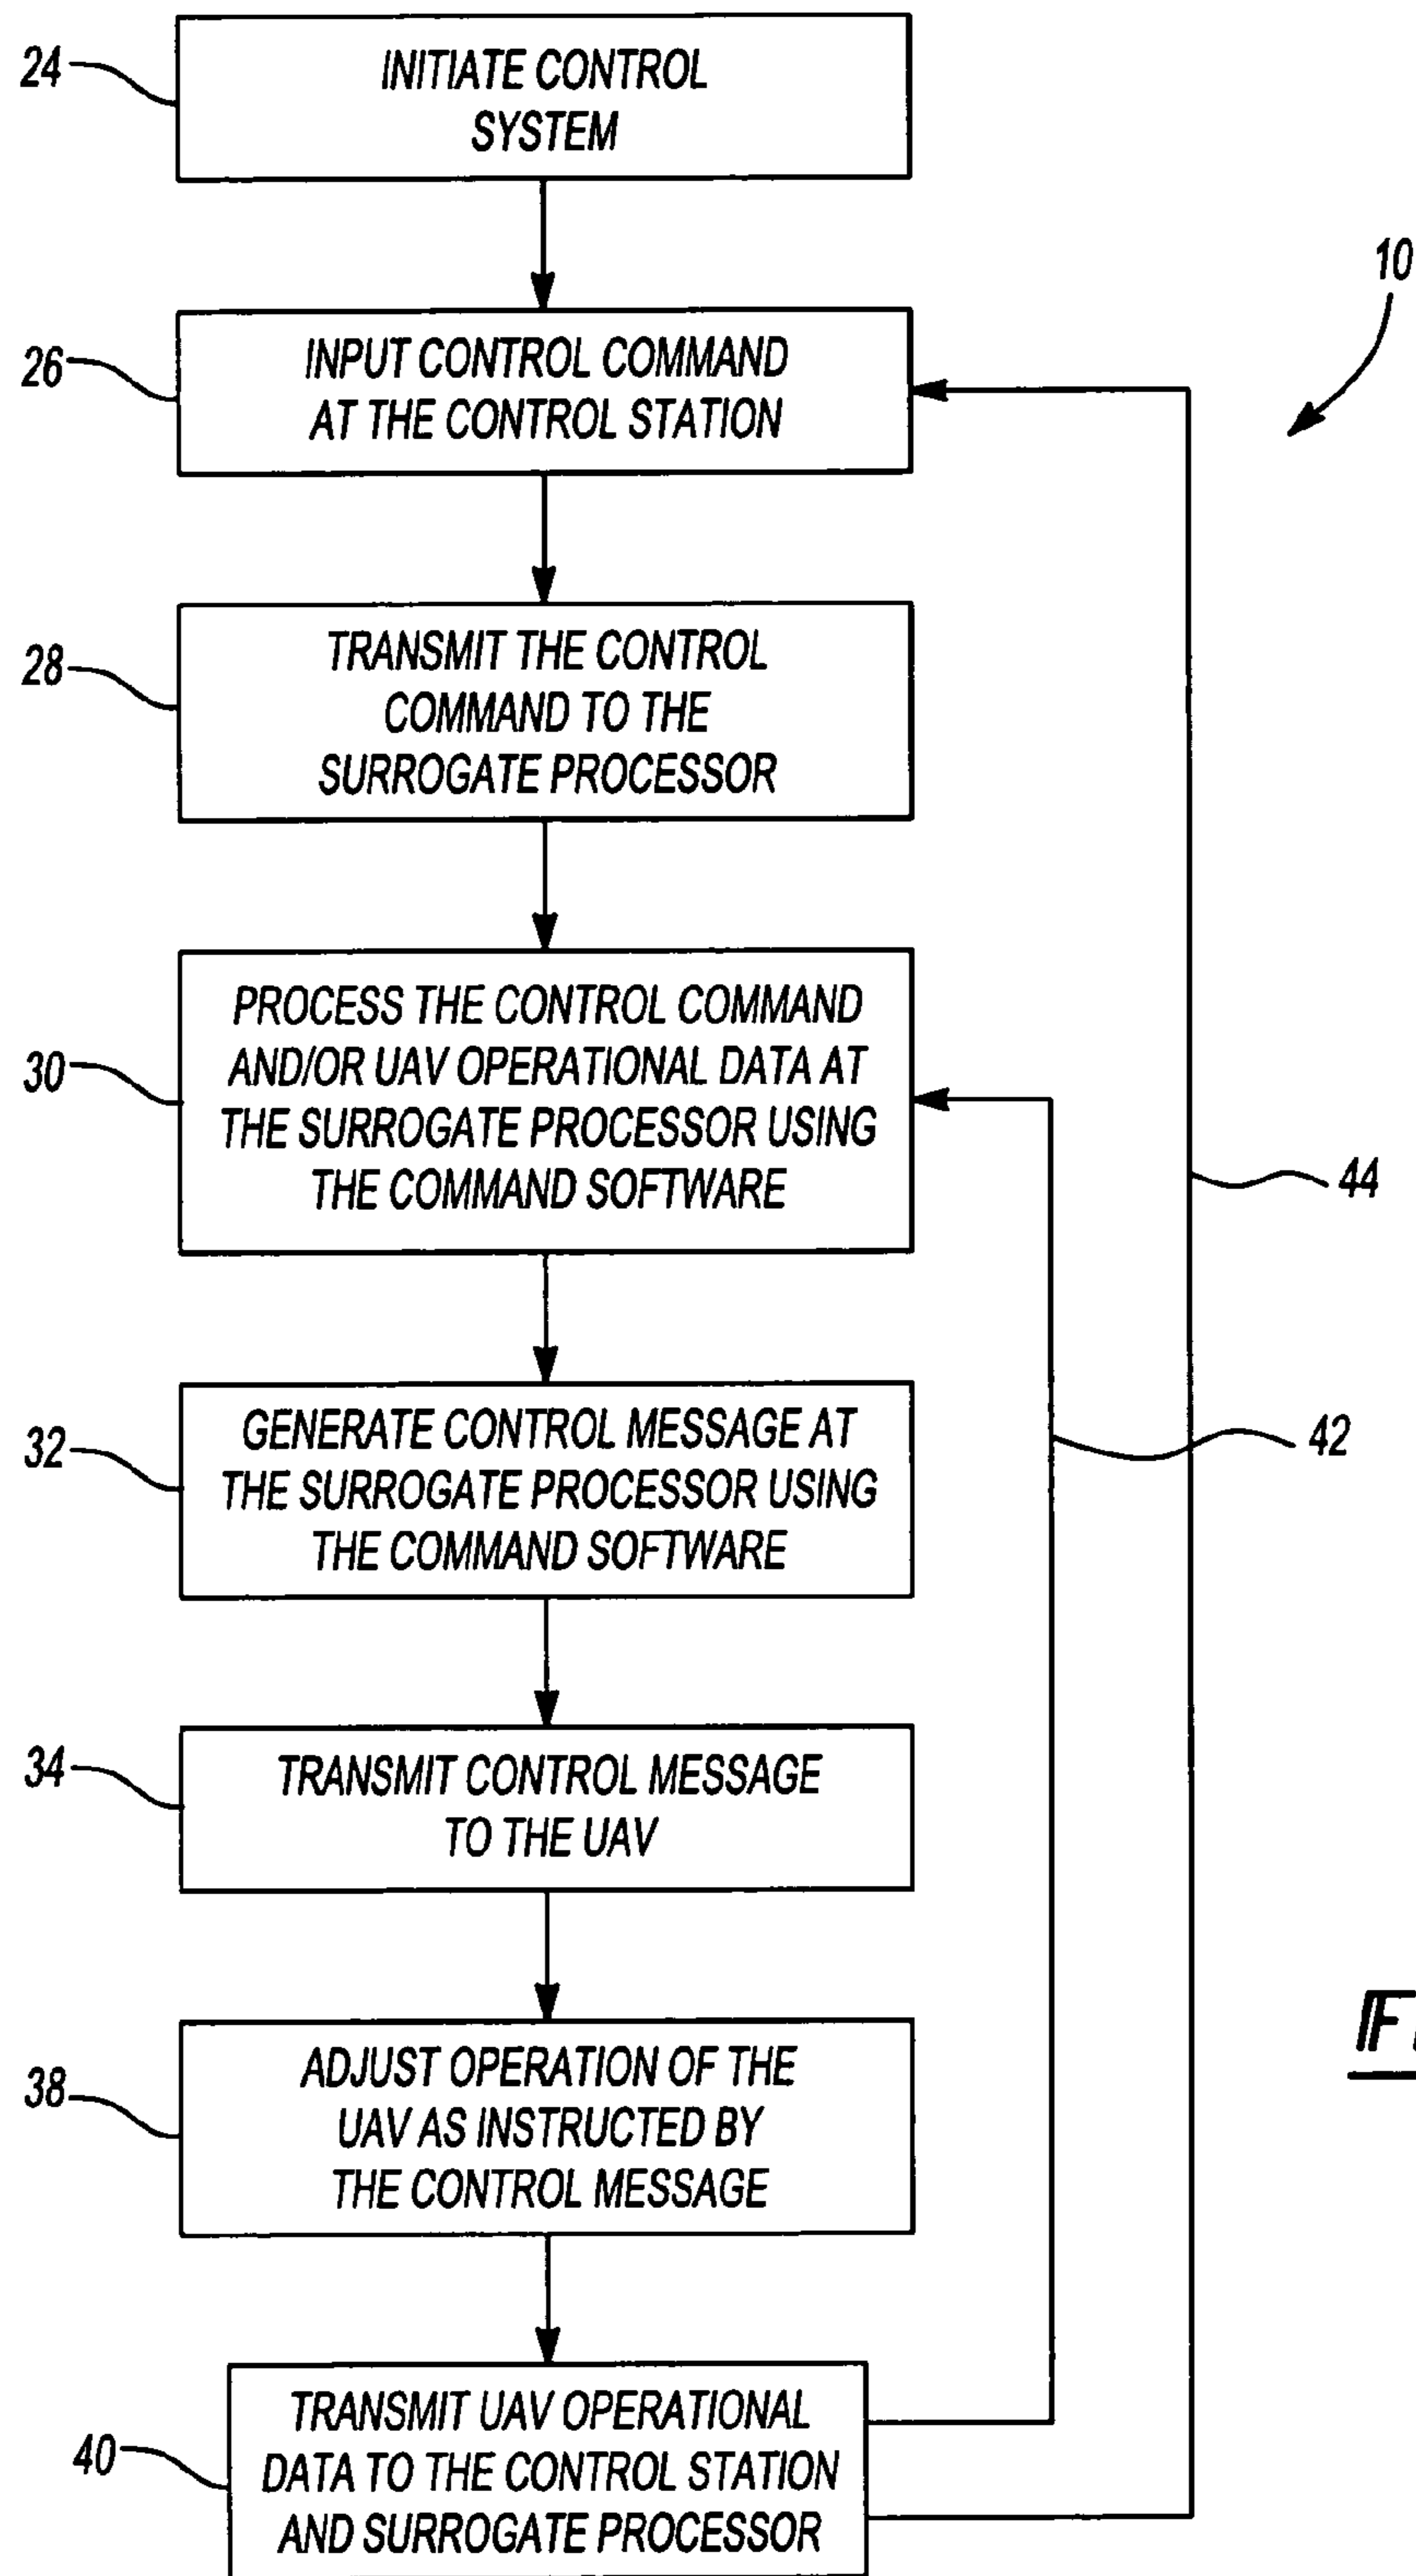 24
INITIATE CONTROL
SYSTEM
10
26
INPUT CONTROL COMMAND
AT THE CONTROL STATION
28
TRANSMIT THE CONTROL
COMMAND TO THE
SURROGATE PROCESSOR
30
PROCESS THE CONTROL COMMAND
AND/OR UAV OPERATIONAL DATA AT
THE SURROGATE PROCESSOR USING
THE COMMAND SOFTWARE
44
32
GENERATE CONTROL MESSAGE AT
THE SURROGATE PROCESSOR USING
THE COMMAND SOFTWARE
42
34
TRANSMIT CONTROL MESSAGE
TO THE UAV
38
ADJUST OPERATION OF THE
UAV AS INSTRUCTED BY
THE CONTROL MESSAGE
40
TRANSMIT UAV OPERATIONAL
DATA TO THE CONTROL STATION
AND SURROGATE PROCESSOR